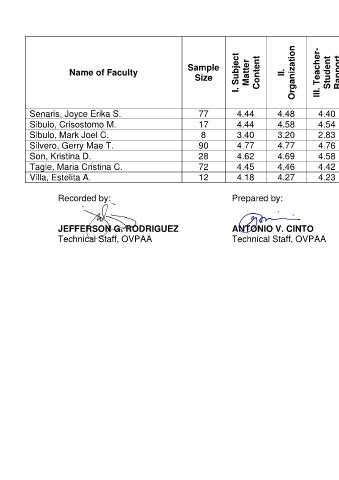 Name of Faculty Sample Size I. Subject Matter Content II. Organization III. Teacher-Student Rapport
Senaris, Joyce Erika S. 77 4.44 4.48 4.40
Sibulo, Crisostomo M. 17 4.44 4.58 4.54
Sibulo, Mark Joel C. 8 3.40 3.20 2.83
Silvero, Gerry Mae T. 90 4.77 4.77 4.76
Son, Kristina D. 28 4.62 4.69 4.58
Tagle, Maria Cristina C. 72 4.45 4.46 4.42
Villa, Estelita A. 12 4.18 4.27 4.23
Recorded by: Prepared by:
JEFFERSON G. RODRIGUEZ ANTONIO V. CINTO
Technical Staff, OVPAA Technical Staff, OVPAA